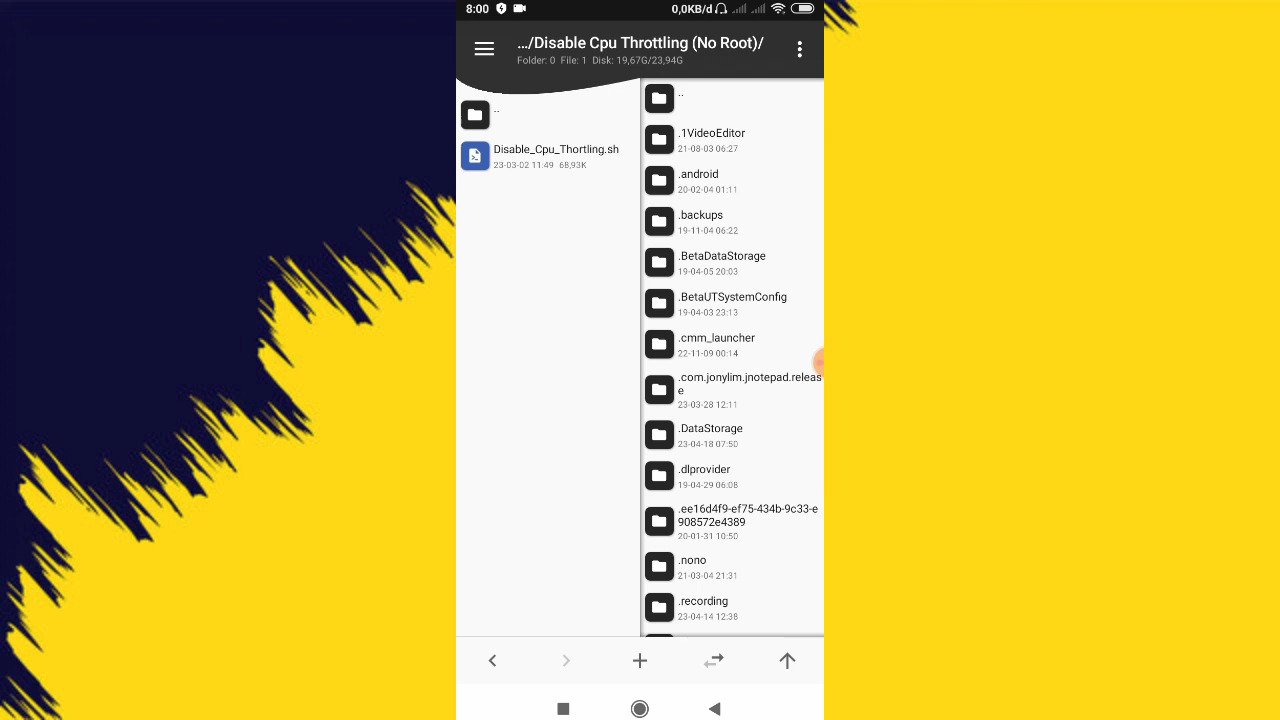 8:00
0,0KB/d
.../Disable Cpu Throttling (No Root)/
Folder: 0 File: 1 Disk: 19,67G/23,94G
..
Disable_Cpu_Thortling.sh
23-03-02 11:49 68,93K
..
.1VideoEditor
21-08-03 06:27
.android
20-02-04 01:11
.backups
19-11-04 06:22
.BetaDataStorage
19-04-05 20:03
.BetaUTSystemConfig
19-04-03 23:13
.cmm_launcher
22-11-09 00:14
.com.jonylim.jnotepad.releas
e
23-03-28 12:11
.DataStorage
23-04-18 07:50
.dlprovider
19-04-29 06:08
.ee16d4f9-ef75-434b-9c33-e
908572e4389
20-01-31 10:50
.nono
21-03-04 21:31
.recording
23-04-14 12:38